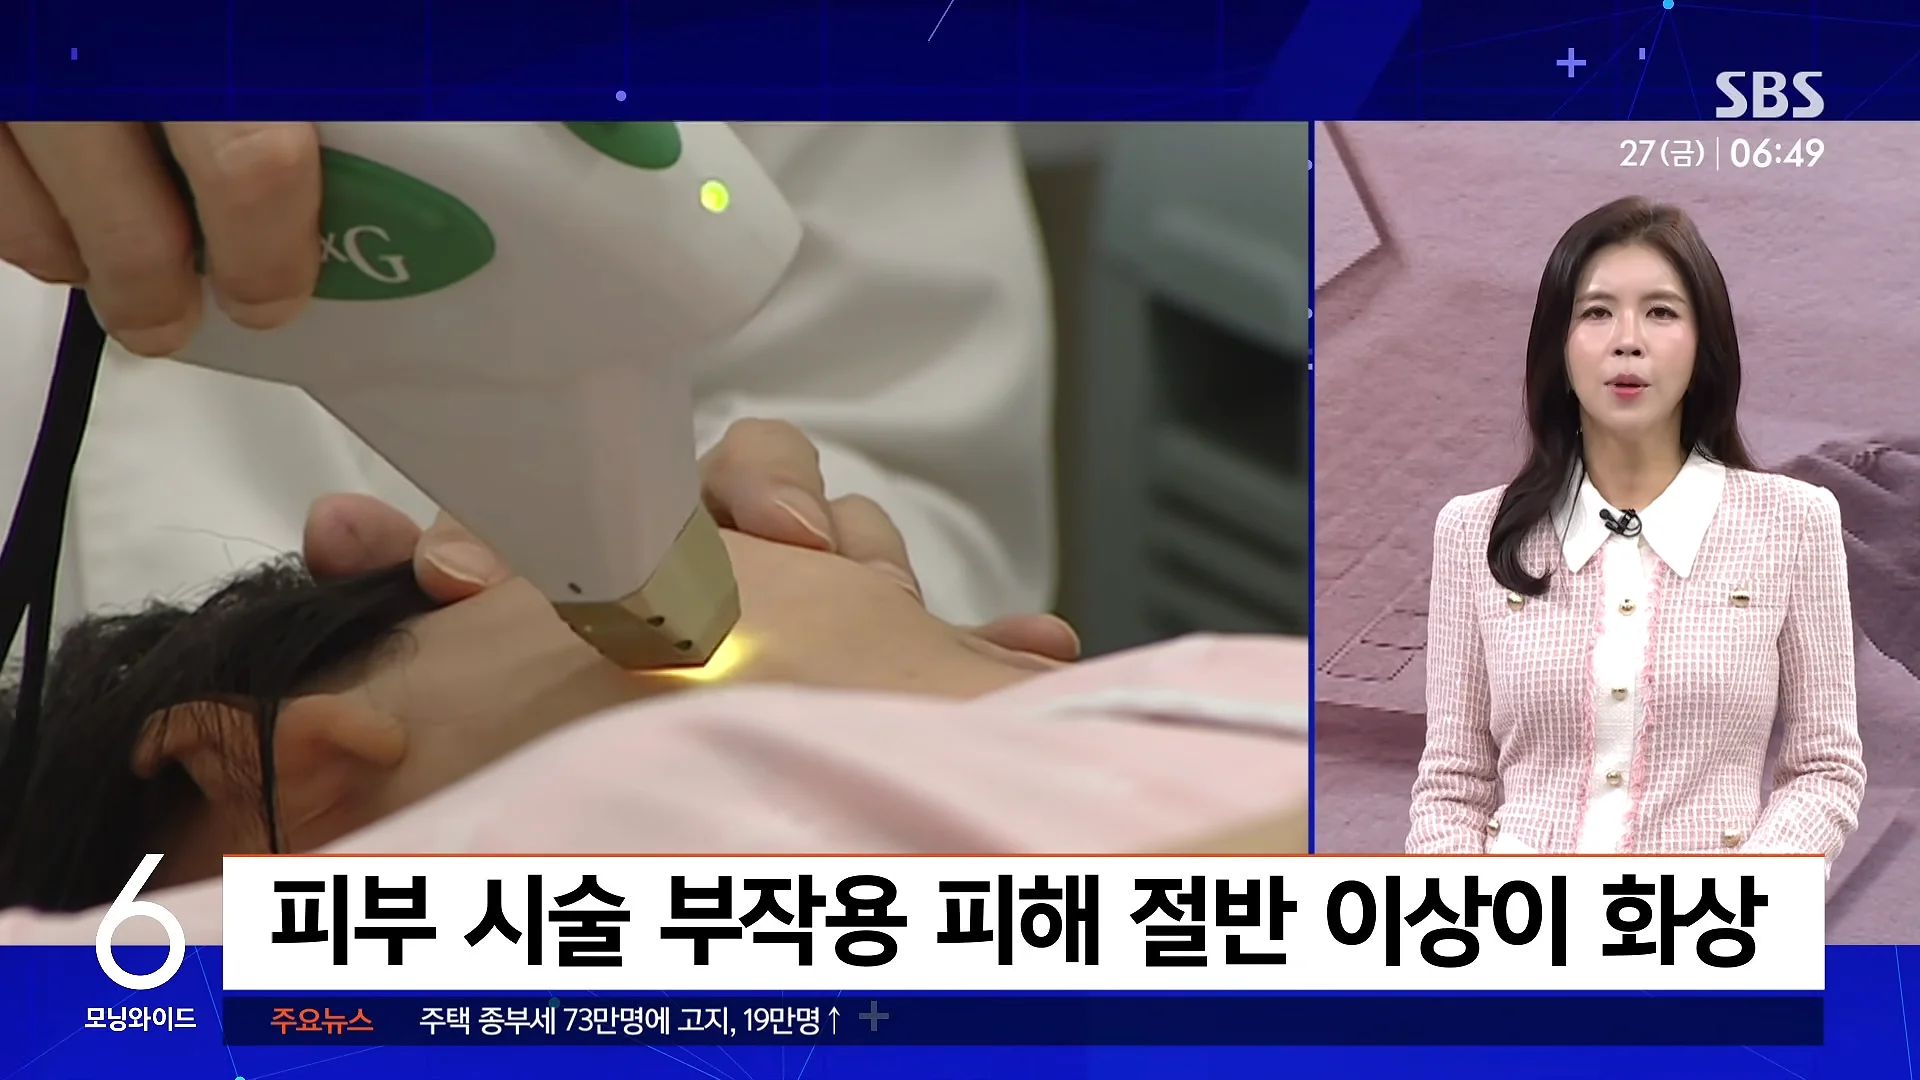 SBS
27(금) | 06:49
xG
피부 시술 부작용 피해 절반 이상이 화상
6
모닝와이드
주요뉴스 주택 종부세 73만명에 고지, 19만명↑